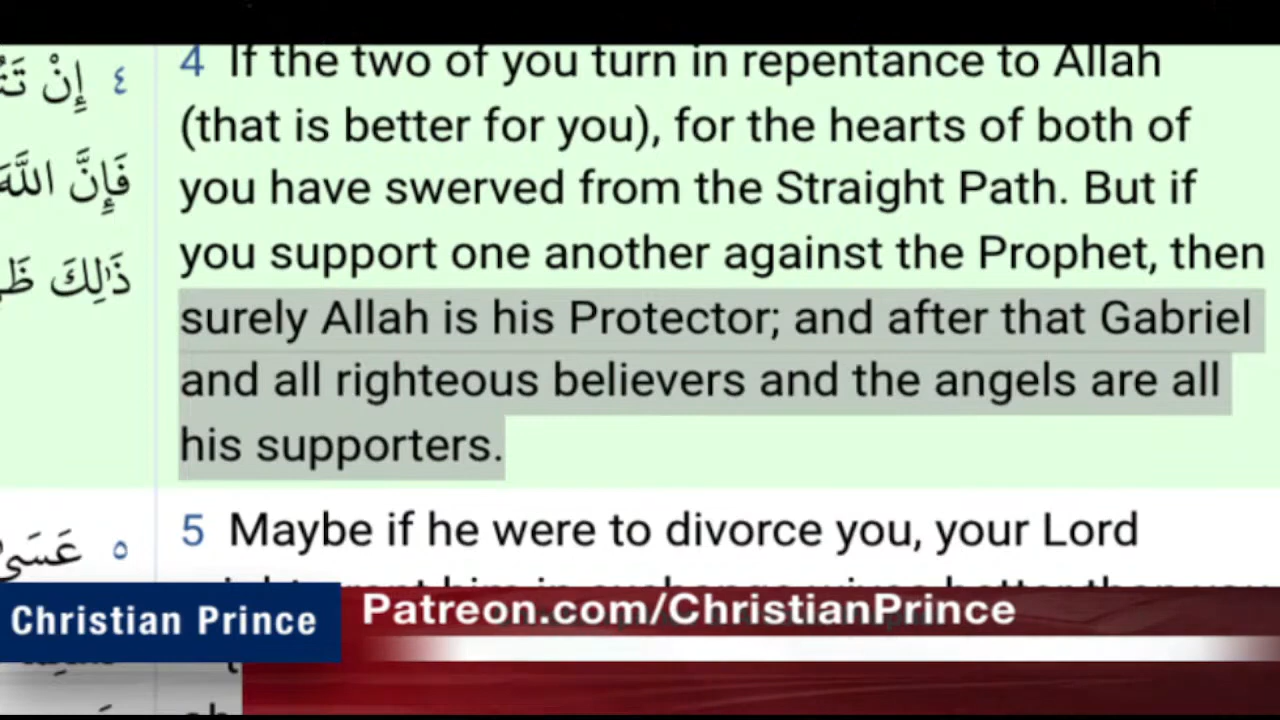 ٤ إِنْ
فَإِنَّ اللَّهَ
ذَٰلِكَ
4 If the two of you turn in repentance to Allah
(that is better for you), for the hearts of both of
you have swerved from the Straight Path. But if
you support one another against the Prophet, then
surely Allah is his Protector; and after that Gabriel
and all righteous believers and the angels are all
his supporters.
٥ عَسَىٰ
5 Maybe if he were to divorce you, your Lord
Christian Prince
Patreon.com/ChristianPrince